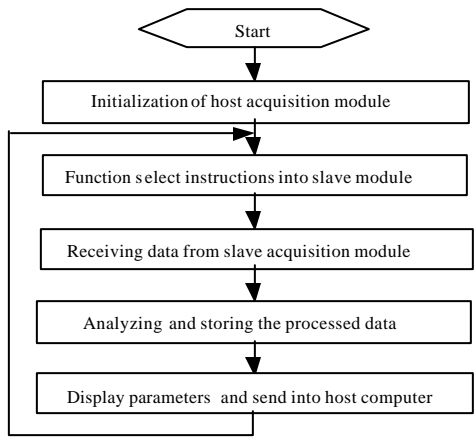 Start
Initialization of host acquisition module
Function select instructions into slave module
Receiving data from slave acquisition module
Analyzing and storing the processed data
Display parameters and send into host computer